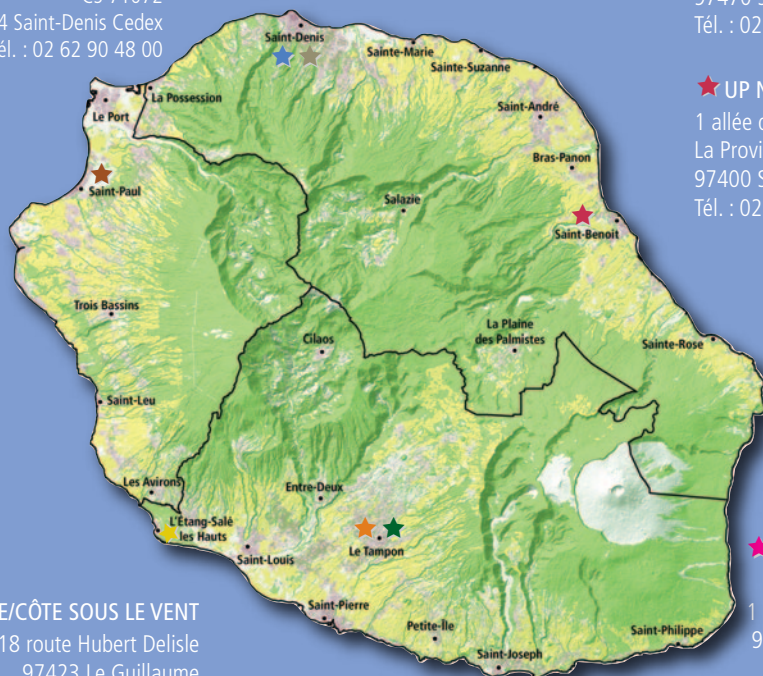 CS 71072
4 Saint-Denis Cedex
él. : 02 62 90 48 00
97470 S
Tél. : 02
UP N
1 allée d
La Provi
97400 S
Tél. : 02
Saint-Denis
Sainte-Marie
Sainte-Suzanne
La Possession
Le Port
Saint-André
Bras-Panon
Saint-Paul
Salazie
Saint-Benoit
Trois Bassins
Cilaos
La Plaine
des Palmistes
Sainte-Rose
Saint-Leu
Les Avirons
Entre-Deux
L'Étang-Salé
les Hauts
Le Tampon
Saint-Louis
Saint-Pierre
Petite-Île
Saint-Joseph
Saint-Philippe
E/CÔTE SOUS LE VENT
18 route Hubert Delisle
97423 Le Guillaume
1
9